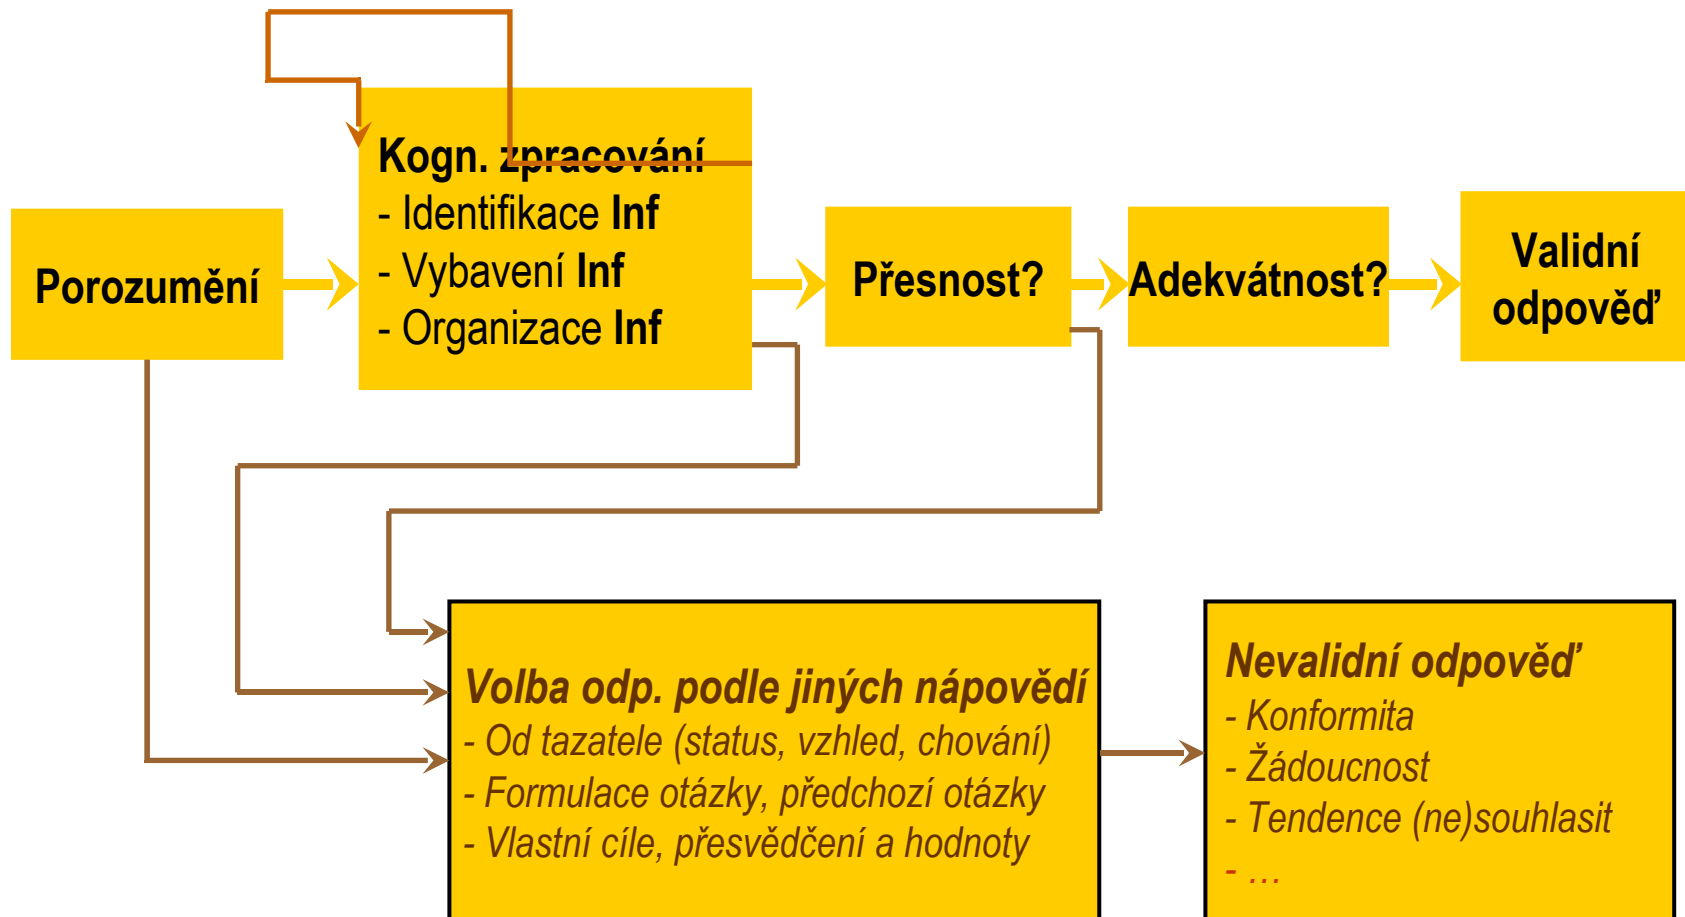 Porozumění
Kogn. zpracování
- Identifikace Inf
- Vybavení Inf
- Organizace Inf
Přesnost?
Adekvátnost?
Validní
odpověď
Volba odp. podle jiných nápovědí
- Od tazatele (status, vzhled, chování)
- Formulace otázky, předchozí otázky
- Vlastní cíle, přesvědčení a hodnoty
Nevalidní odpověď
- Konformita
- Žádoucnost
- Tendence (ne)souhlasit
- …